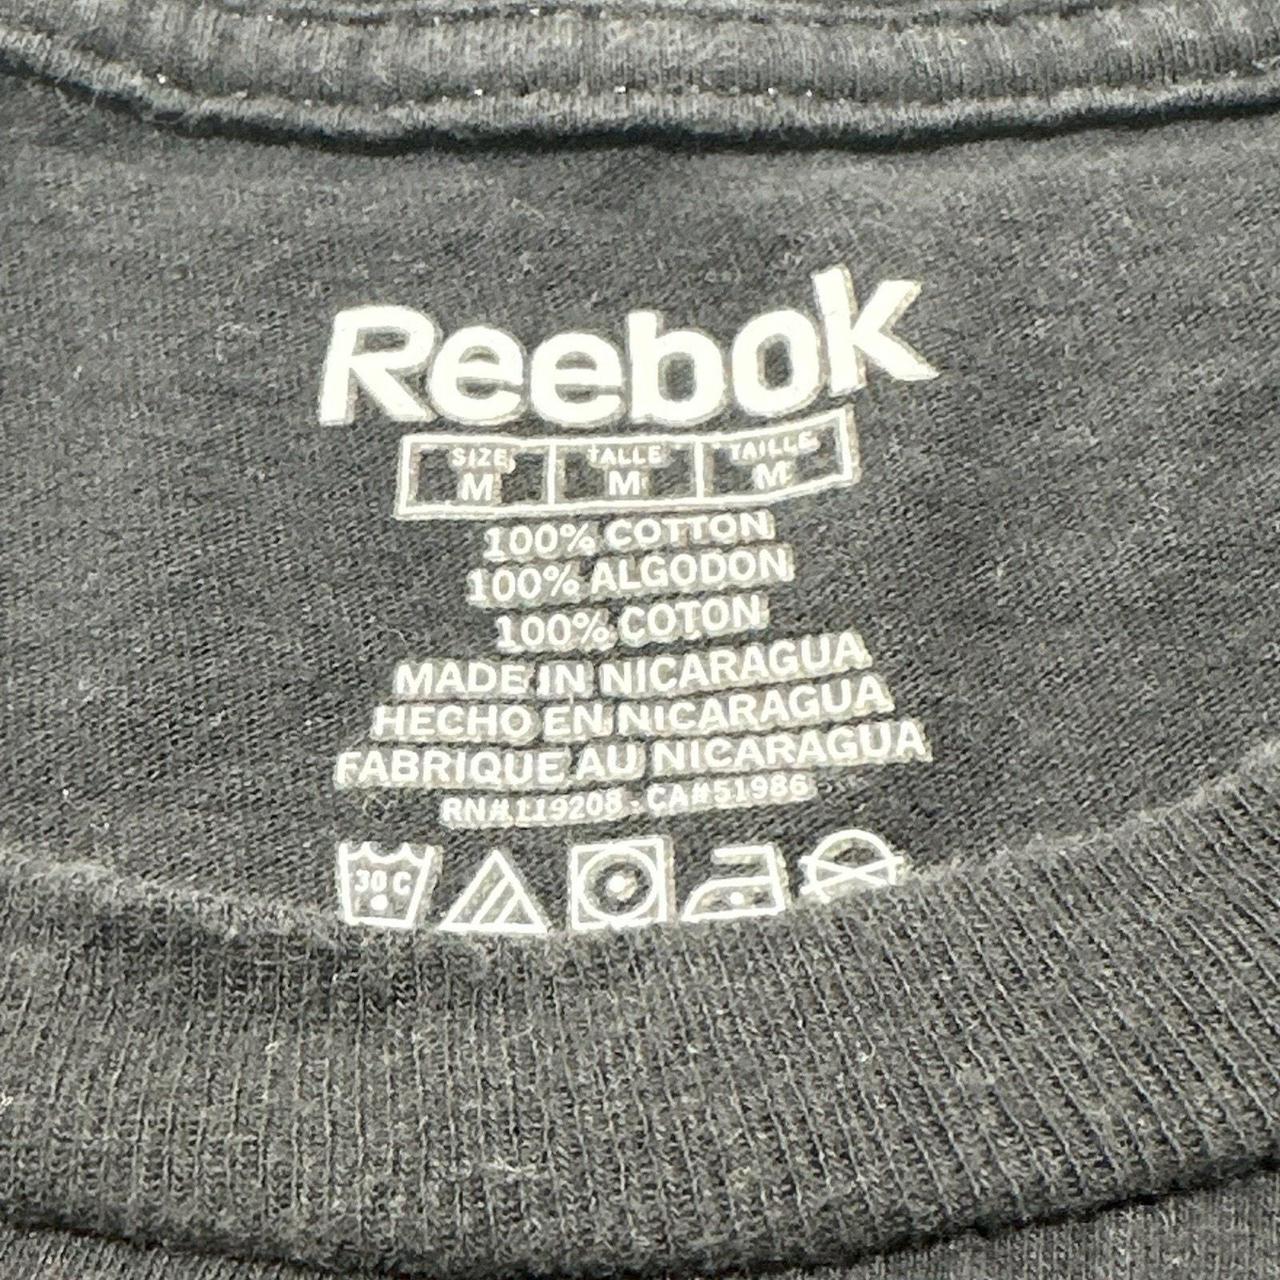 Reebok
SIZE TALLE TAILLE
M M M
100% COTTON
100% ALGODON
100% COTON
MADE IN NICARAGUA
HECHO EN NICARAGUA
FABRIQUE AU NICARAGUA
RN# 119208 - CA#51986
30 C